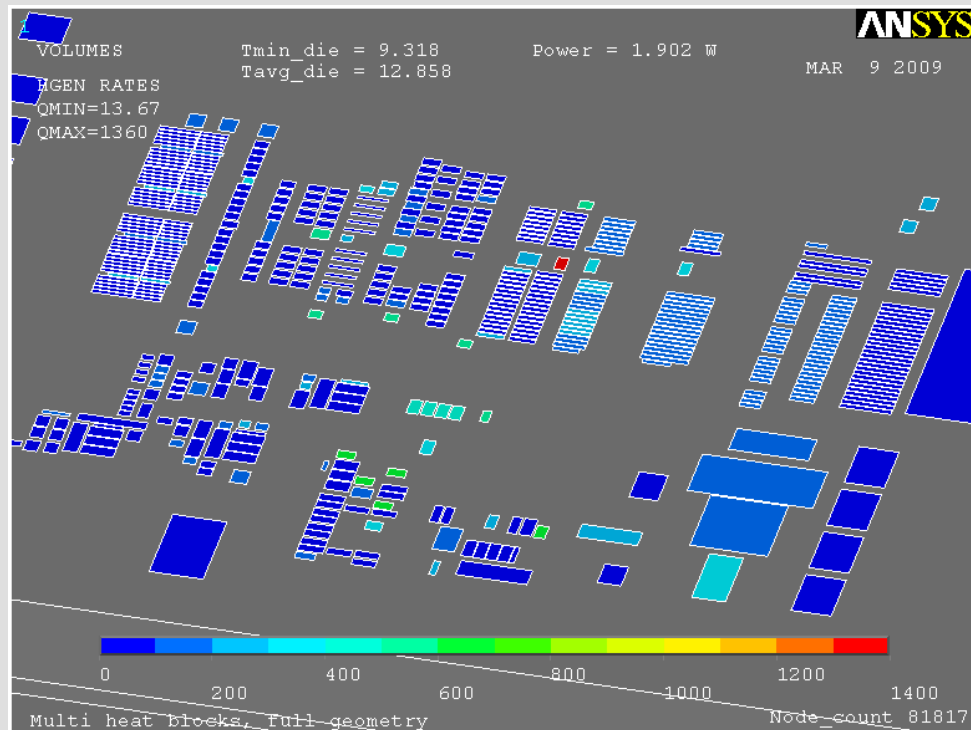 ANSYS
1
VOLUMES
HGEN RATES
QMIN=13.67
QMAX=1360
Tmin_die = 9.318
Tavg_die = 12.858
Power = 1.902 W
MAR 9 2009
0 200 400 600 800 1000 1200 1400
Multi heat blocks, full geometry
Node_count 81817